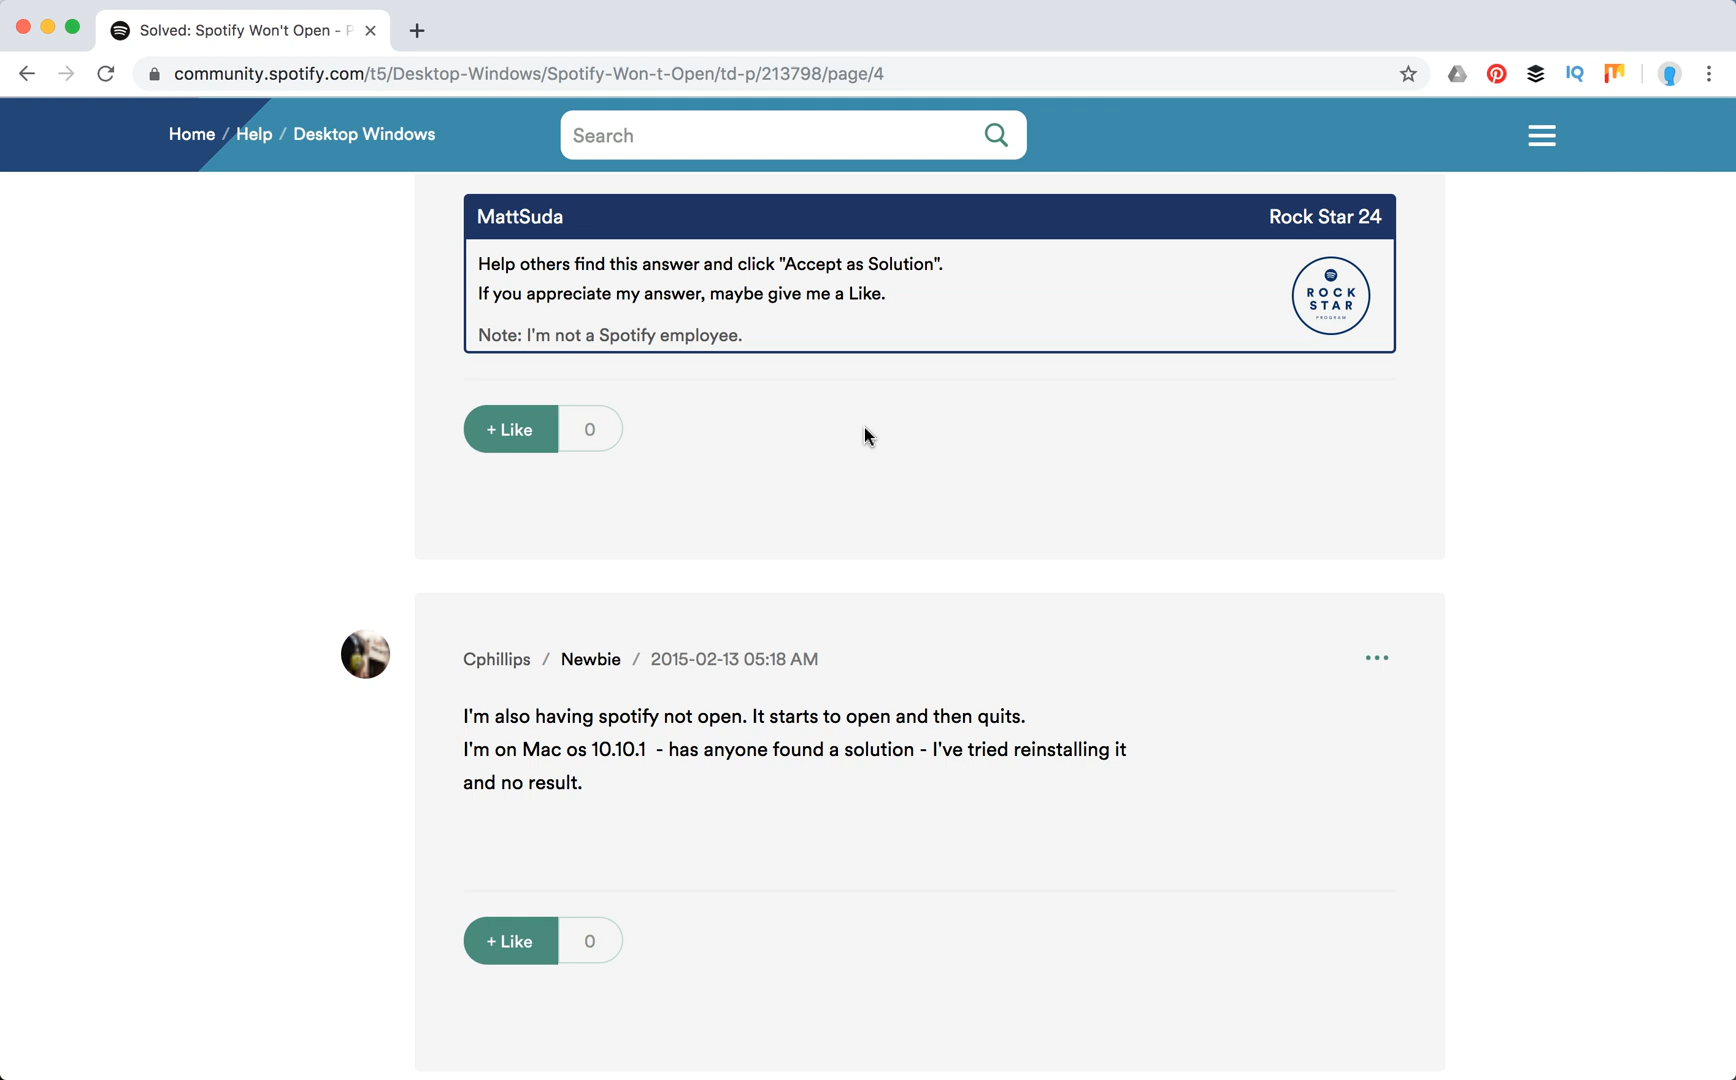 Solved: Spotify Won't Open - P
community.spotify.com/t5/Desktop-Windows/Spotify-Won-t-Open/td-p/213798/page/4
IQ
Home / Help / Desktop Windows
Search
MattSuda
Rock Star 24
Help others find this answer and click "Accept as Solution".
If you appreciate my answer, maybe give me a Like.
Note: I'm not a Spotify employee.
ROCK
STAR
PROGRAM
+ Like
0
Cphillips / Newbie / 2015-02-13 05:18 AM
I'm also having spotify not open. It starts to open and then quits.
I'm on Mac os 10.10.1 - has anyone found a solution - I've tried reinstalling it
and no result.
+ Like
0